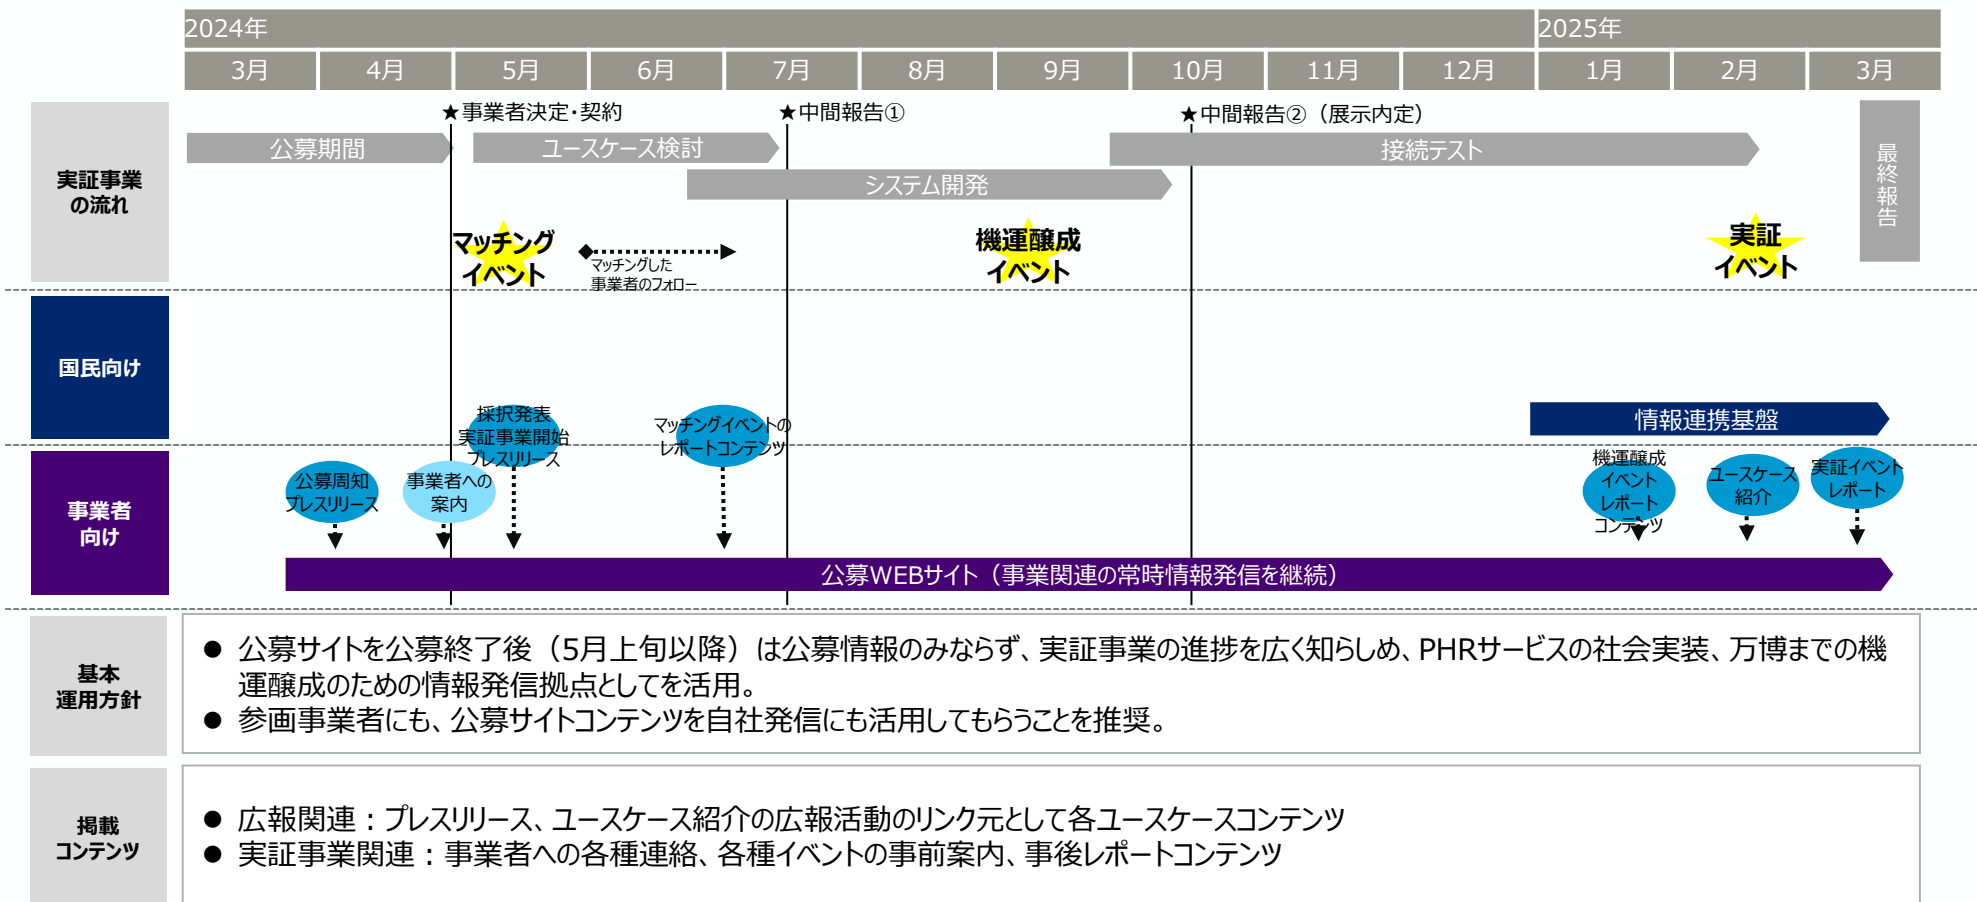 2024年
2025年
3月
4月
5月
6月
7月
8月
9月
10月
11月
12月
1月
2月
3月
実証事業
の流れ
★事業者決定・契約
★中間報告①
★中間報告②（展示内定）
公募期間
ユースケース検討
接続テスト
システム開発
最終報告
マッチング
イベント
マッチングした
事業者のフォロー
機運醸成
イベント
実証
イベント
国民向け
情報連携基盤
事業者
向け
公募周知
プレスリリース
事業者への
案内
採択発表
実証事業開始
プレスリリース
マッチングイベントの
レポートコンテンツ
機運醸成
イベント
レポート
コンテンツ
ユースケース
紹介
実証イベント
レポート
公募WEBサイト（事業関連の常時情報発信を継続）
基本
運用方針
● 公募サイトを公募終了後（5月上旬以降）は公募情報のみならず、実証事業の進捗を広く知らしめ、PHRサービスの社会実装、万博までの機
運醸成のための情報発信拠点としてを活用。
● 参画事業者にも、公募サイトコンテンツを自社発信にも活用してもらうことを推奨。
掲載
コンテンツ
● 広報関連：プレスリリース、ユースケース紹介の広報活動のリンク元として各ユースケースコンテンツ
● 実証事業関連：事業者への各種連絡、各種イベントの事前案内、事後レポートコンテンツ